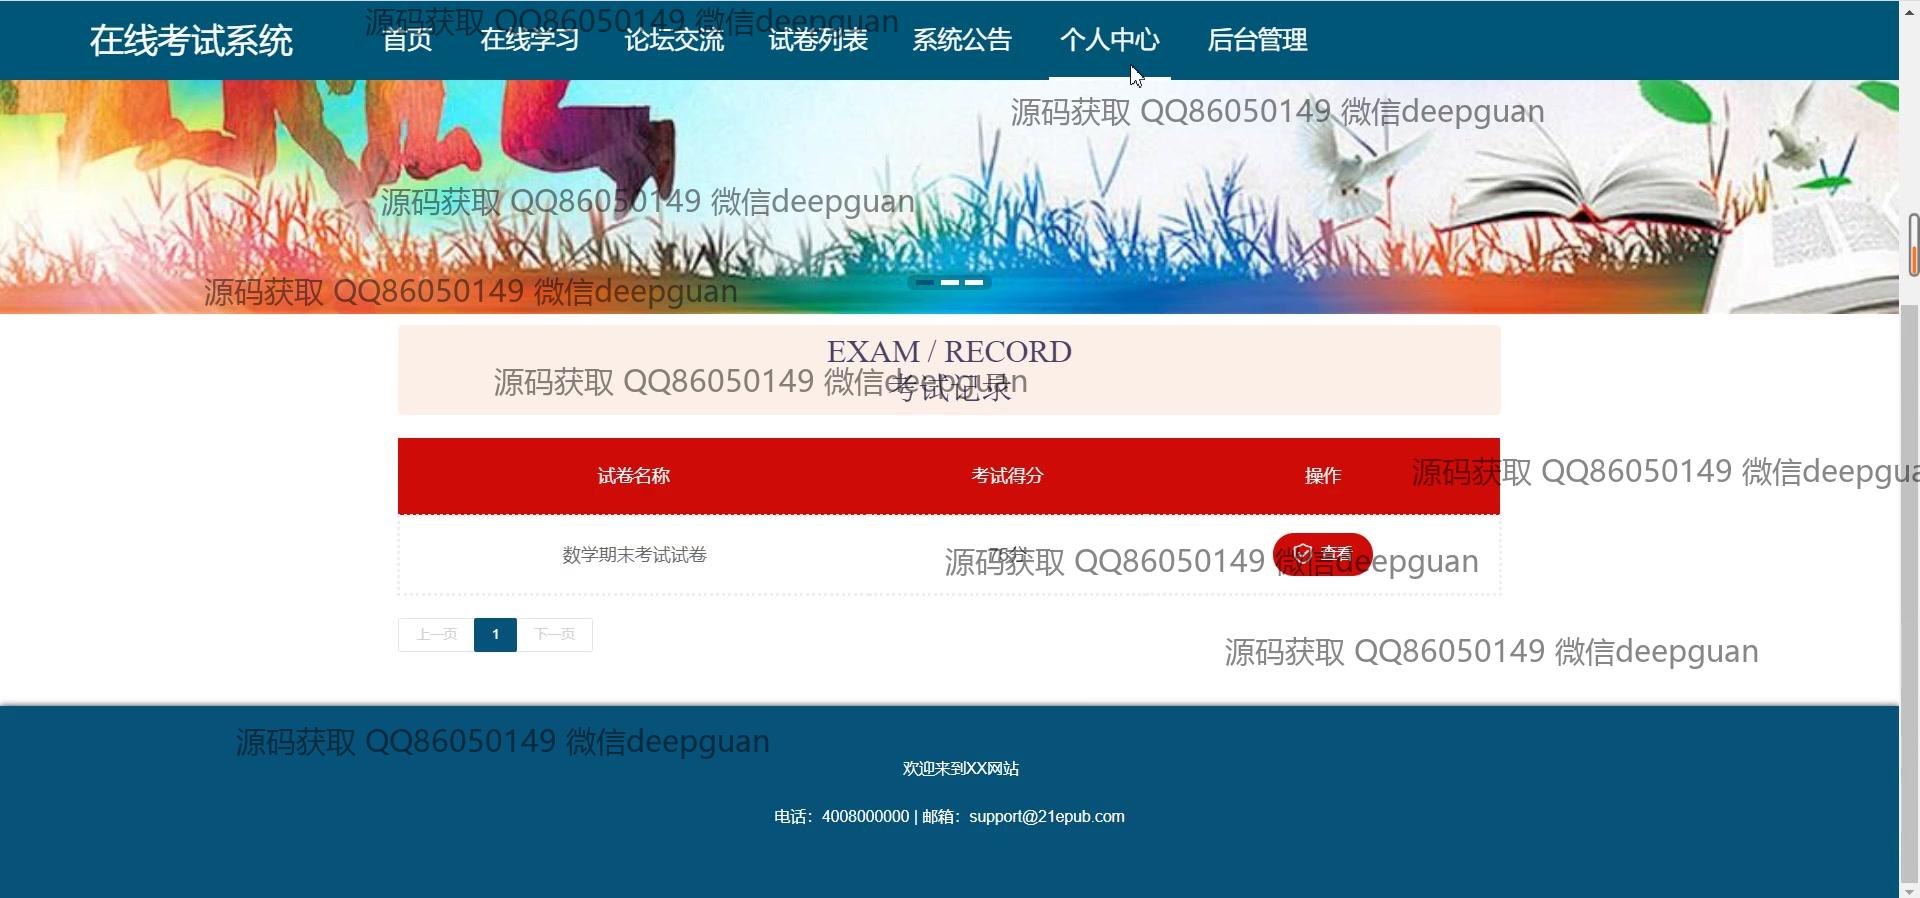 源码获取 QQ86050149 微信deepguan
在线考试系统 首页 在线学习 论坛交流 试卷列表 系统公告 个人中心 后台管理
源码获取 QQ86050149 微信deepguan
源码获取 QQ86050149 微信deepguan
源码获取 QQ86050149 微信deepguan
EXAM / RECORD
源码获取 QQ86050149 微信deepguan
考试记录
试卷名称 考试得分 操作
源码获取 QQ86050149 微信deepgua
数学期末考试试卷 查看
源码获取 QQ86050149 微信deepguan
上一页 1 下一页
源码获取 QQ86050149 微信deepguan
源码获取 QQ86050149 微信deepguan
欢迎来到XX网站
电话：4008000000 | 邮箱：support@21epub.com